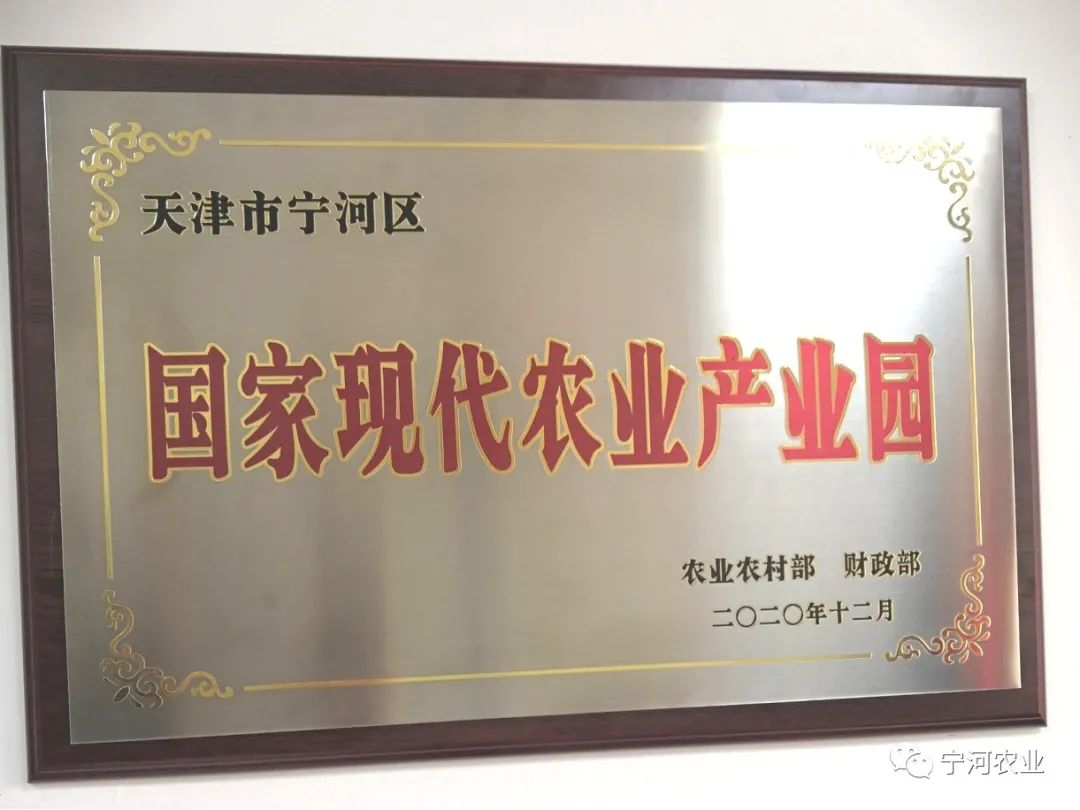 天津市宁河区
国家现代农业产业园
农业农村部 财政部
二〇二〇年十二月
宁河农业